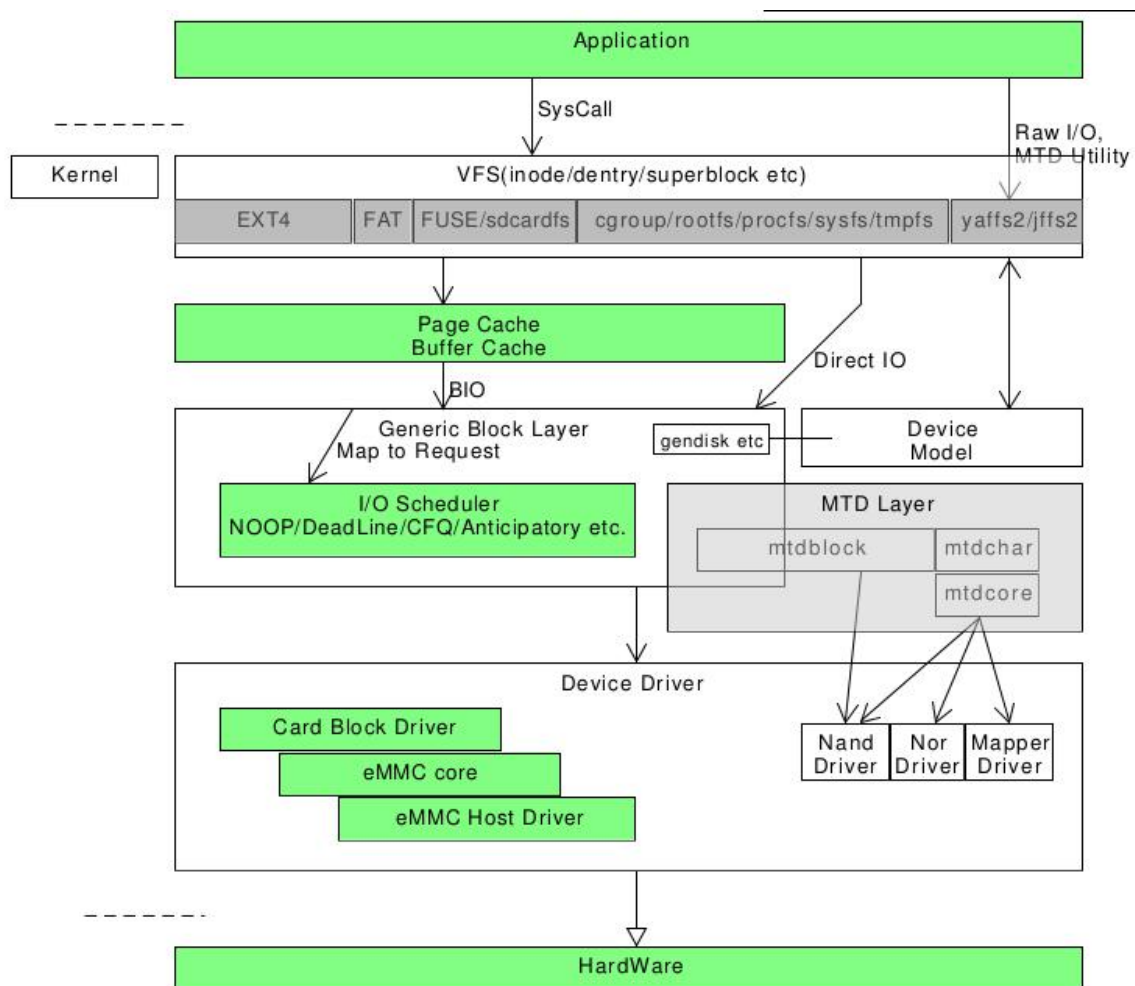 Application
SysCall
Raw I/O,
MTD Utility
Kernel
VFS(inode/dentry/superblock etc)
EXT4
FAT
FUSE/sdcardfs
cgroup/rootfs/procfs/sysfs/tmpfs
yaffs2/jffs2
Page Cache
Buffer Cache
Direct IO
BIO
Generic Block Layer
Map to Request
gendisk etc
Device
Model
I/O Scheduler
NOOP/DeadLine/CFQ/Anticipatory etc.
MTD Layer
mtdblock
mtdchar
mtdcore
Device Driver
Card Block Driver
eMMC core
eMMC Host Driver
Nand
Driver
Nor
Driver
Mapper
Driver
HardWare